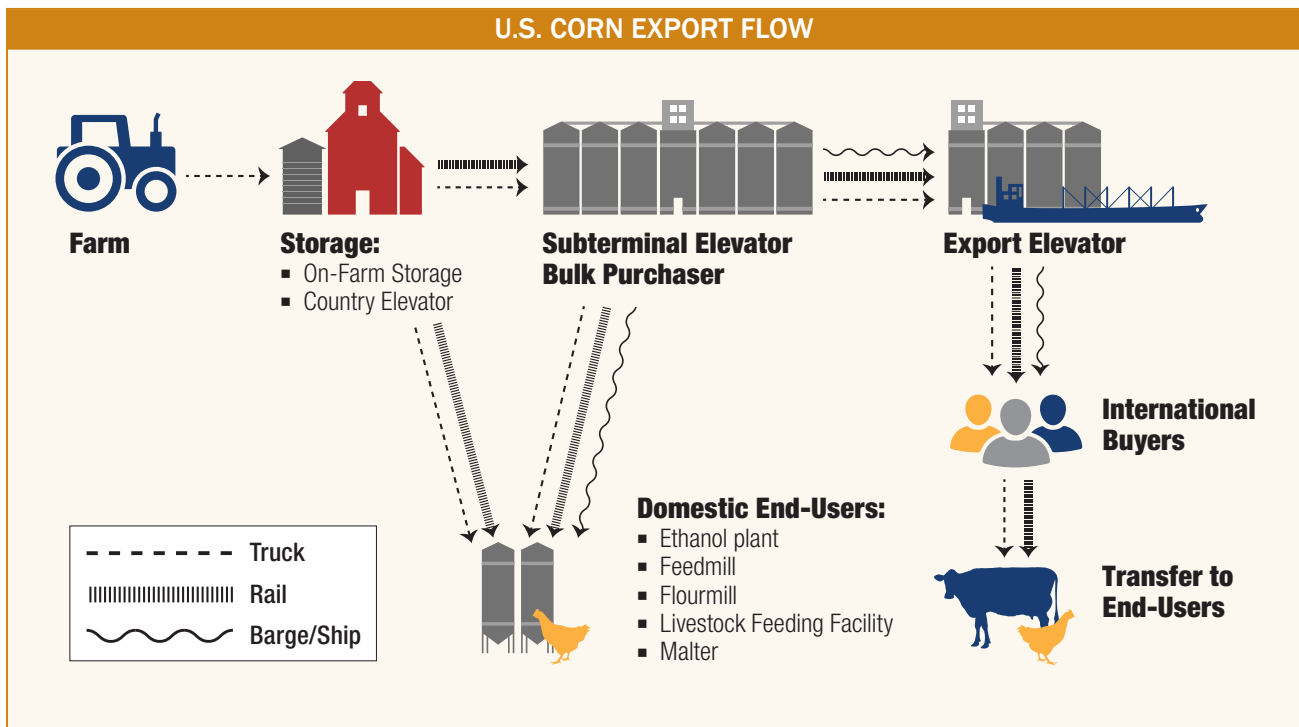 U.S. CORN EXPORT FLOW
Farm
Storage:
▪ On-Farm Storage
▪ Country Elevator
Subterminal Elevator
Bulk Purchaser
Export Elevator
International
Buyers
Domestic End-Users:
▪ Ethanol plant
▪ Feedmill
▪ Flourmill
▪ Livestock Feeding Facility
▪ Malter
Transfer to
End-Users
Truck
Rail
Barge/Ship